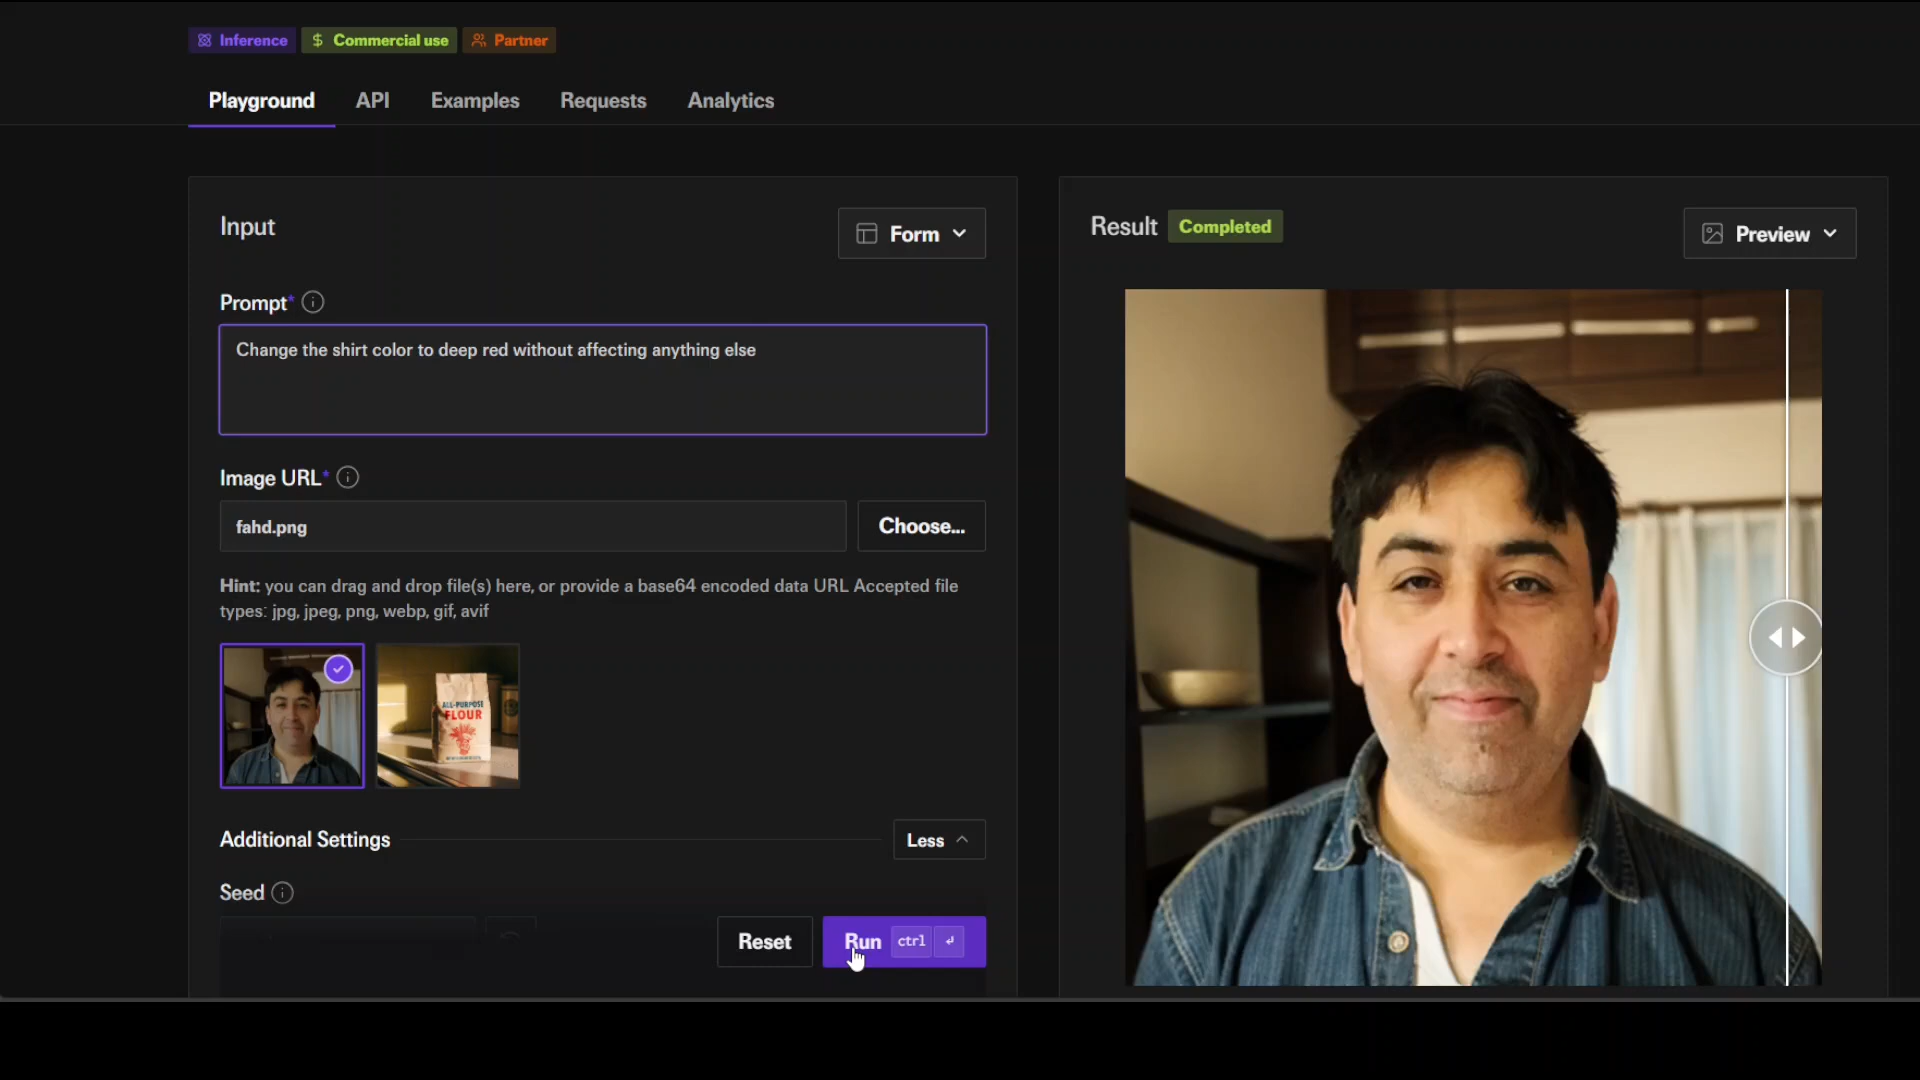 Inference
$ Commercial use
Partner
Playground
API
Examples
Requests
Analytics
Input
Form
Prompt*
Change the shirt color to deep red without affecting anything else
Image URL*
fahd.png
Choose...
Hint: you can drag and drop file(s) here, or provide a base64 encoded data URL Accepted file
types: jpg, jpeg, png, webp, gif, avif
ALL-PURPOSE
FLOUR
Additional Settings
Less
Seed
Reset
Run ctrl
Result
Completed
Preview